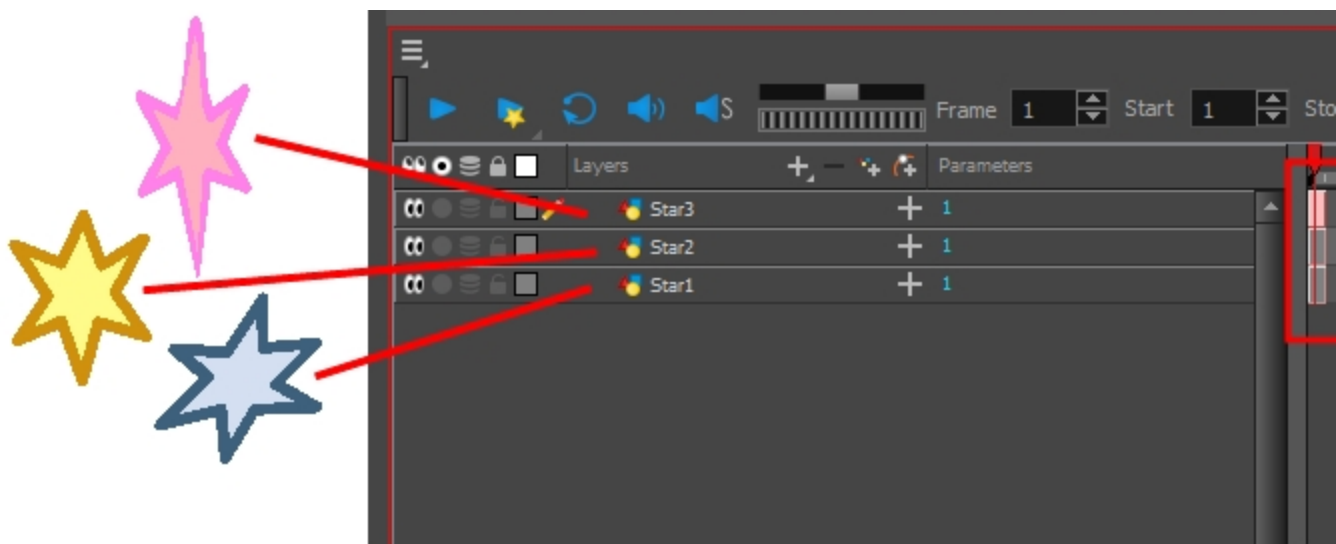 S Frame 1 Start 1 Sto
Layers Parameters
Star3 1
Star2 1
Star1 1